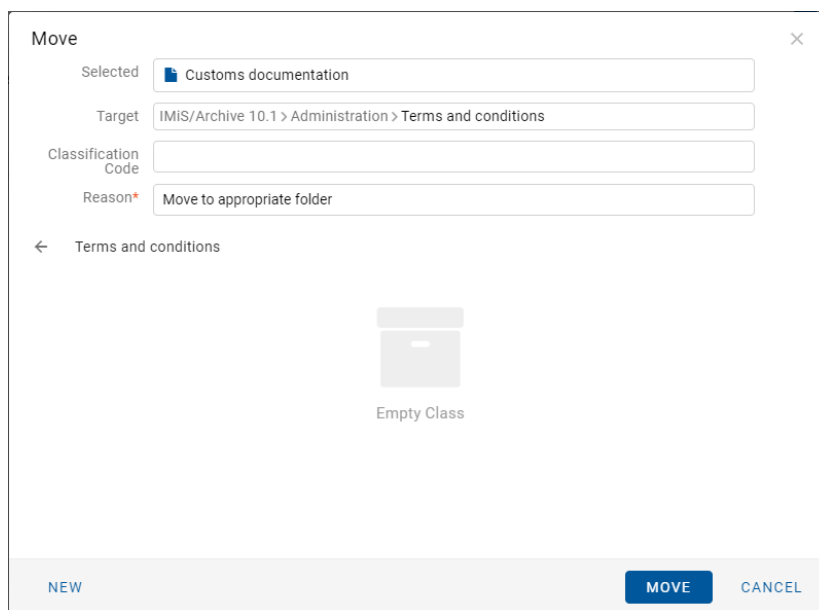 Move
Selected
Customs documentation
Target
IMiS/Archive 10.1 > Administration > Terms and conditions
Classification
Code
Reason*
Move to appropriate folder
Terms and conditions
Empty Class
NEW
MOVE
CANCEL